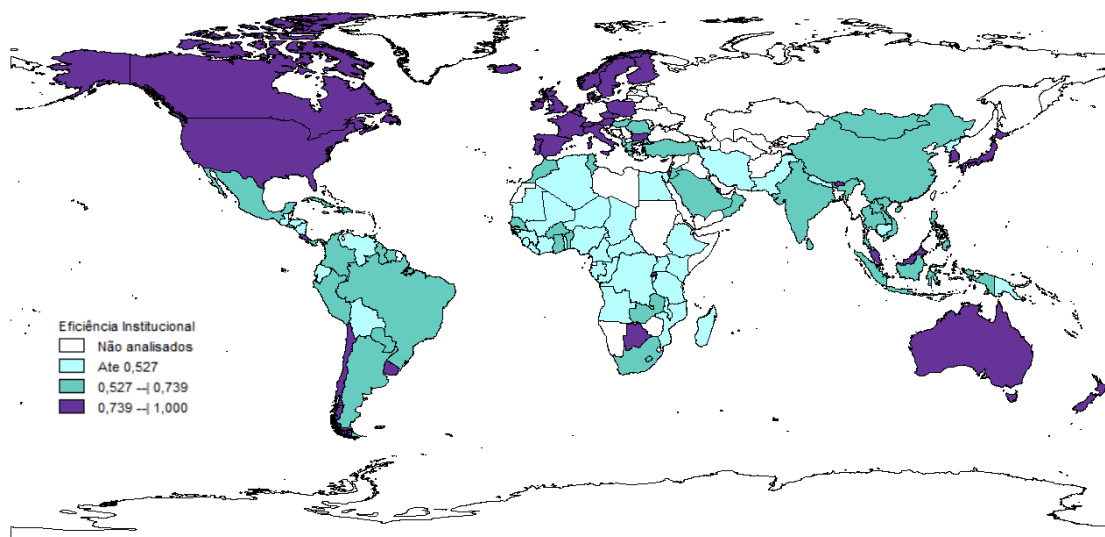 Eficiência Institucional
Não analisados
Ate 0,527
0,527 --| 0,739
0,739 --| 1,000